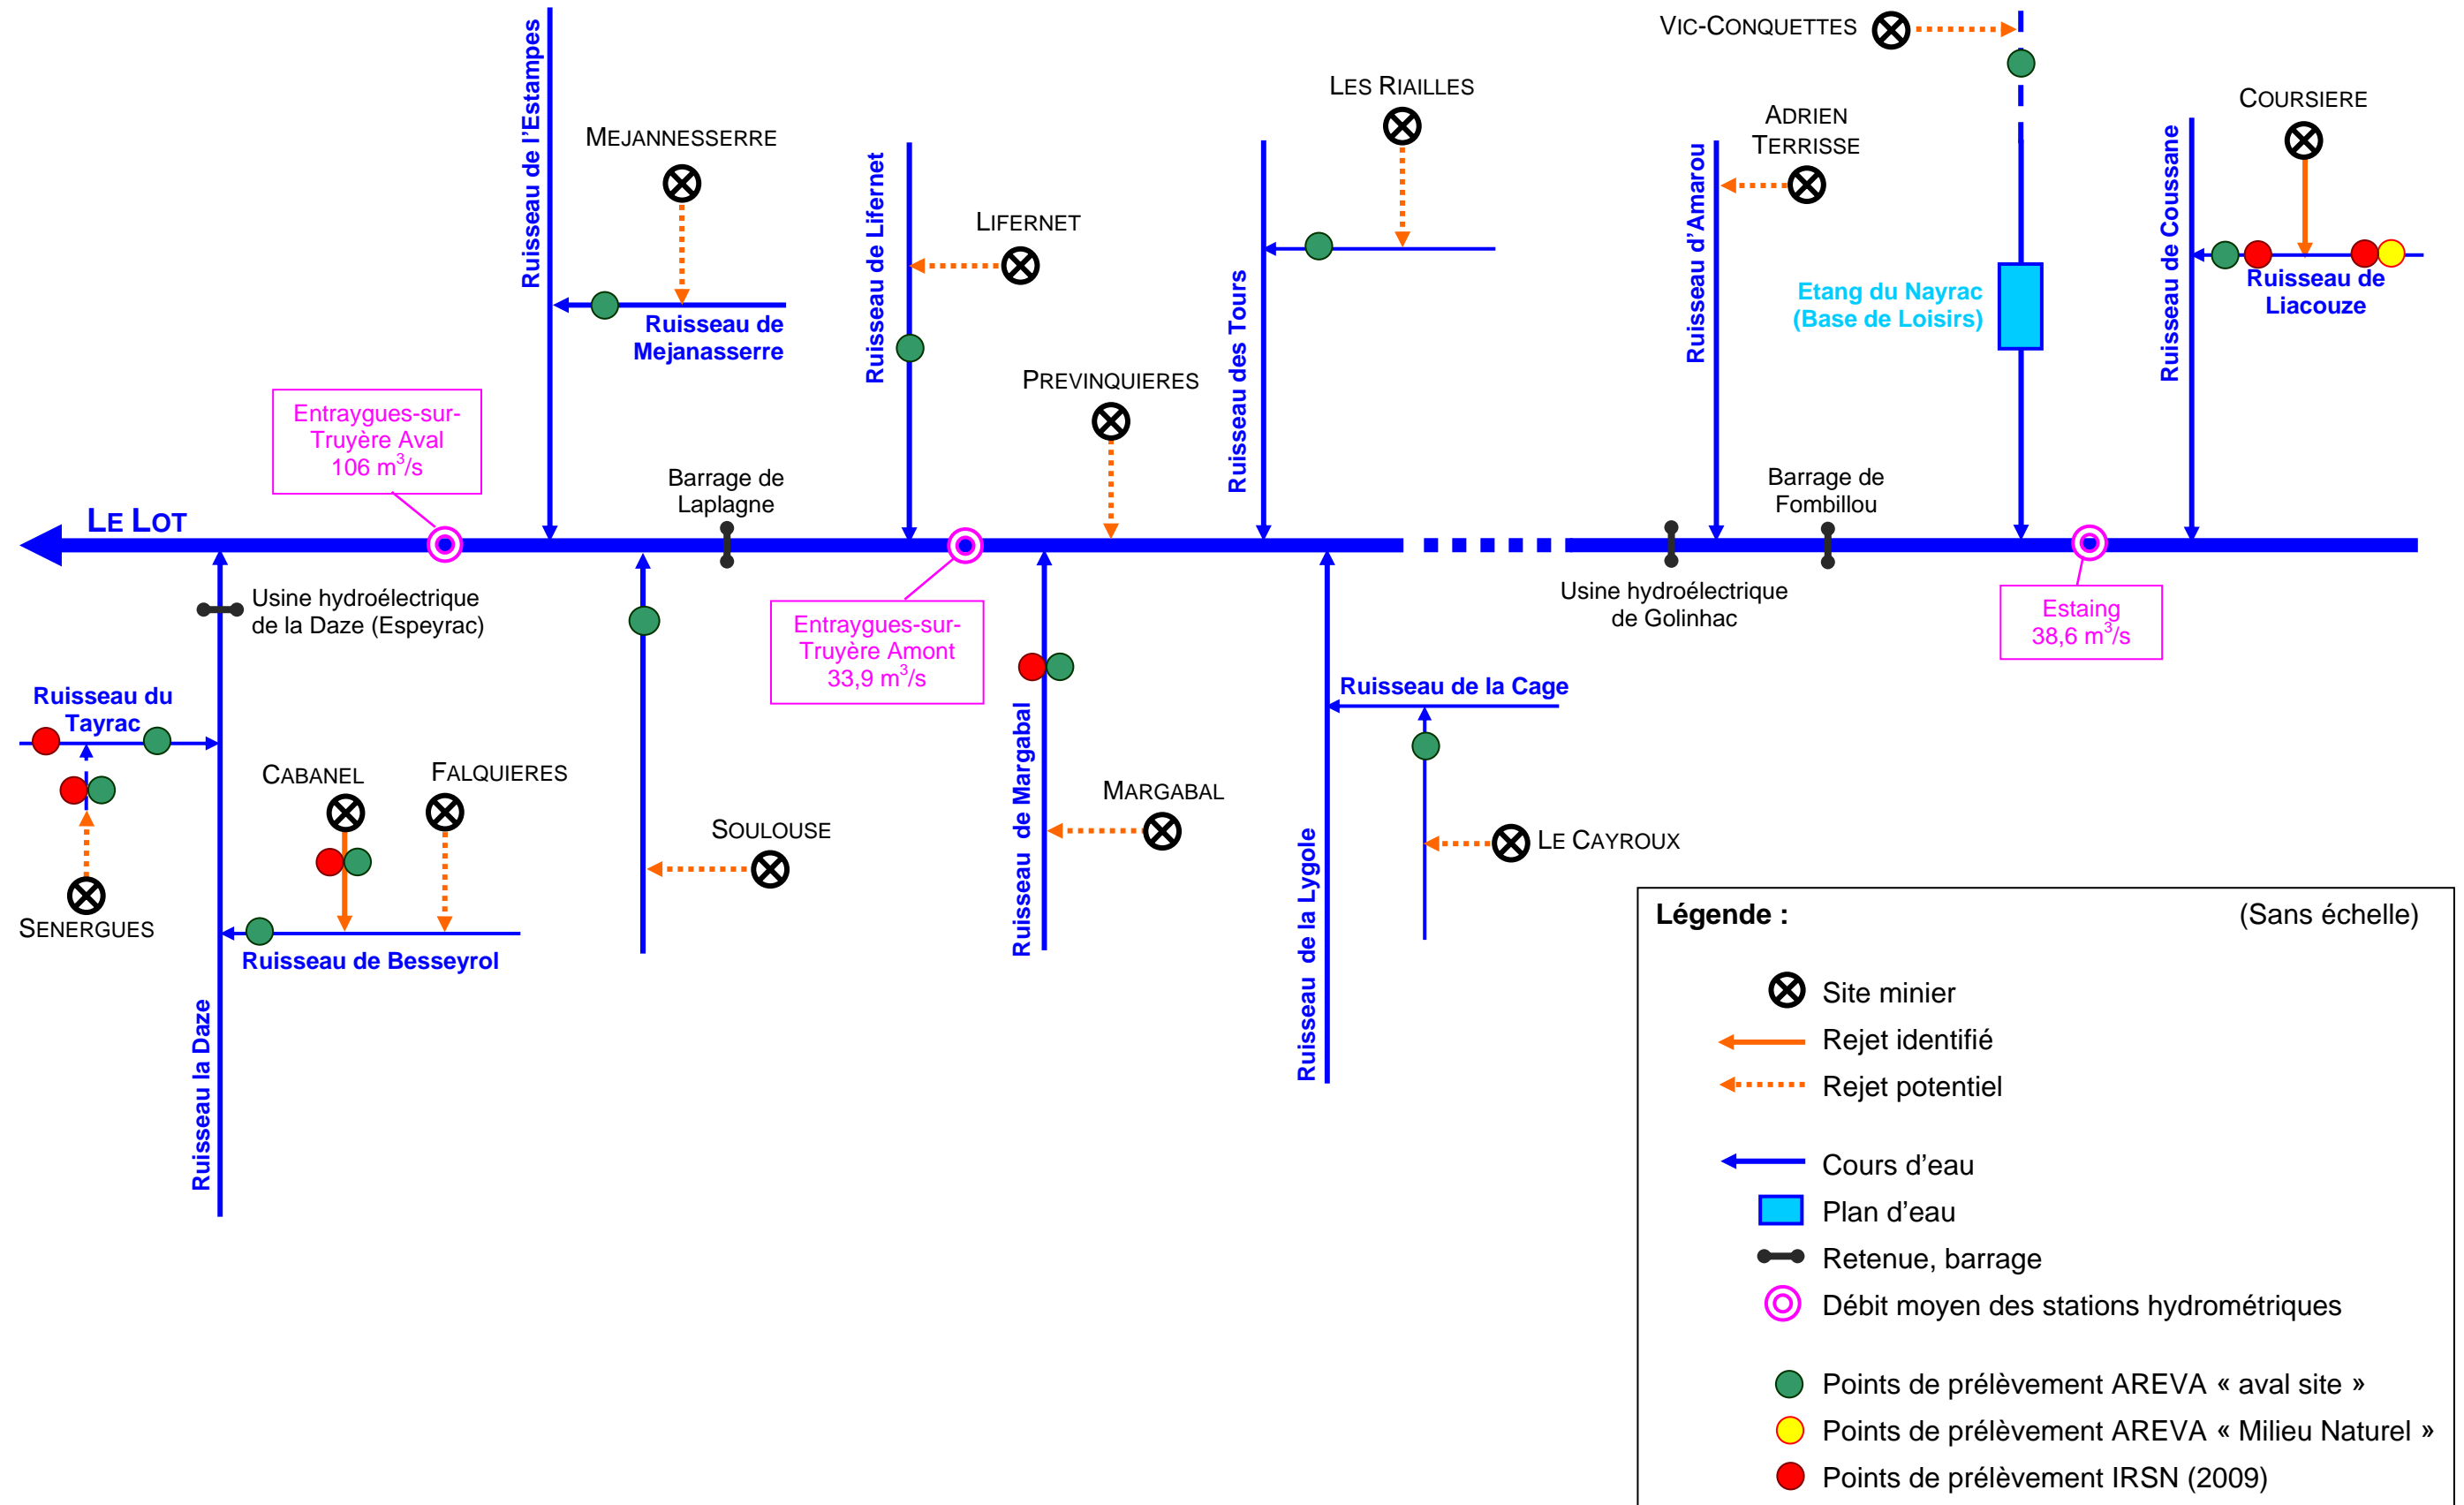 VIC-CONQUETTES
LES RIAILLES
COURSIERE
ADRIEN
TERRISSE
MEJANNESSERRE
LIFERNET
PREVINQUIERES
Ruisseau de l'Estampes
Ruisseau de Lifernet
Ruisseau des Tours
Ruisseau d'Amarou
Ruisseau de Coussane
Ruisseau de
Mejanasserre
Etang du Nayrac
(Base de Loisirs)
Ruisseau de
Liacouze
Entraygues-sur-
Truyère Aval
106 m³/s
Barrage de
Laplagne
Barrage de
Fombillou
LE LOT
Usine hydroélectrique
de la Daze (Espeyrac)
Entraygues-sur-
Truyère Amont
33,9 m³/s
Usine hydroélectrique
de Golinhac
Estaing
38,6 m³/s
Ruisseau du
Tayrac
Ruisseau de la Cage
CABANEL
FALQUIERES
SOULOUSE
MARGABAL
LE CAYROUX
SENERGUES
Ruisseau de Besseyrol
Ruisseau la Daze
Ruisseau de Margabal
Ruisseau de la Lygole
Légende :
(Sans échelle)
Site minier
Rejet identifié
Rejet potentiel
Cours d'eau
Plan d'eau
Retenue, barrage
Débit moyen des stations hydrométriques
Points de prélèvement AREVA « aval site »
Points de prélèvement AREVA « Milieu Naturel »
Points de prélèvement IRSN (2009)